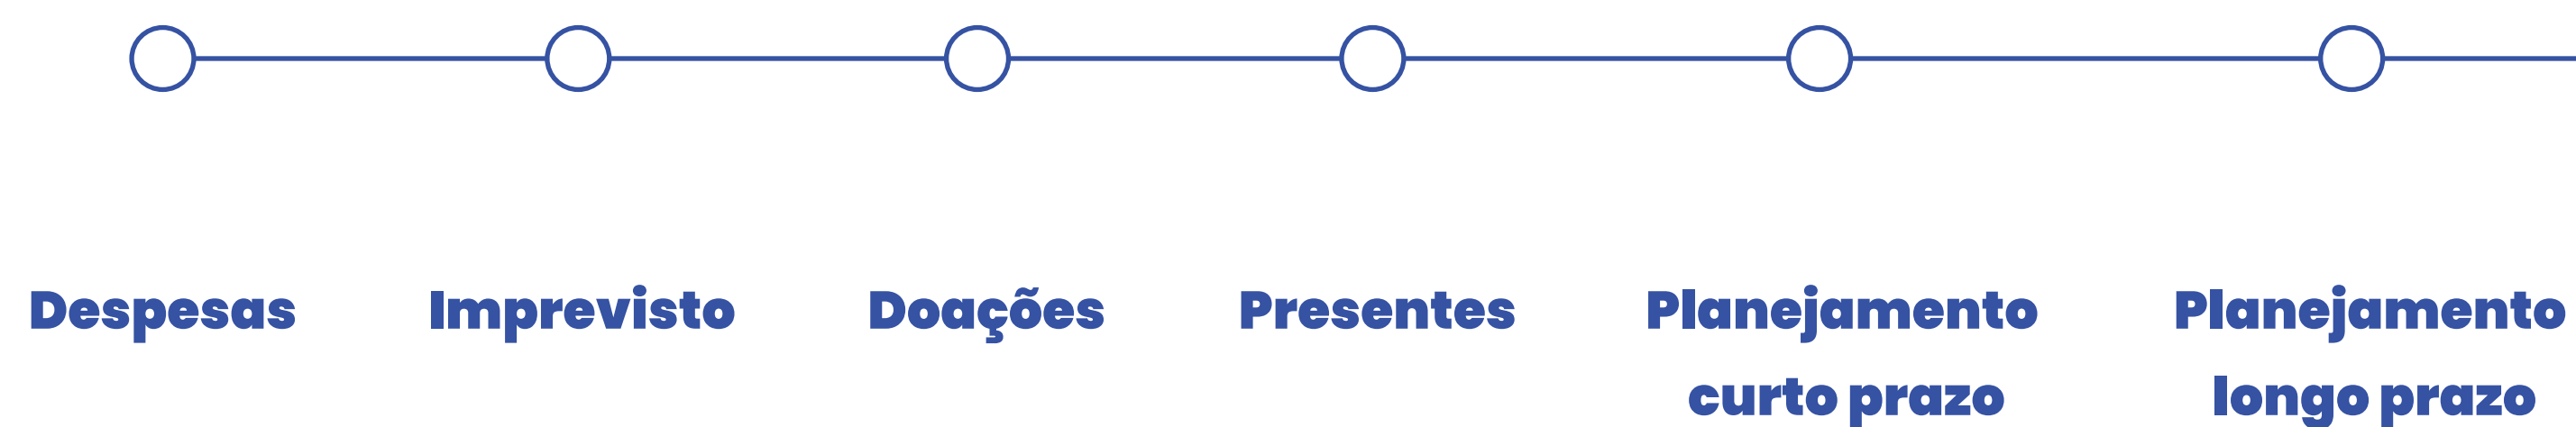 Despesas
Imprevisto
Doações
Presentes
Planejamento
curto prazo
Planejamento
longo prazo